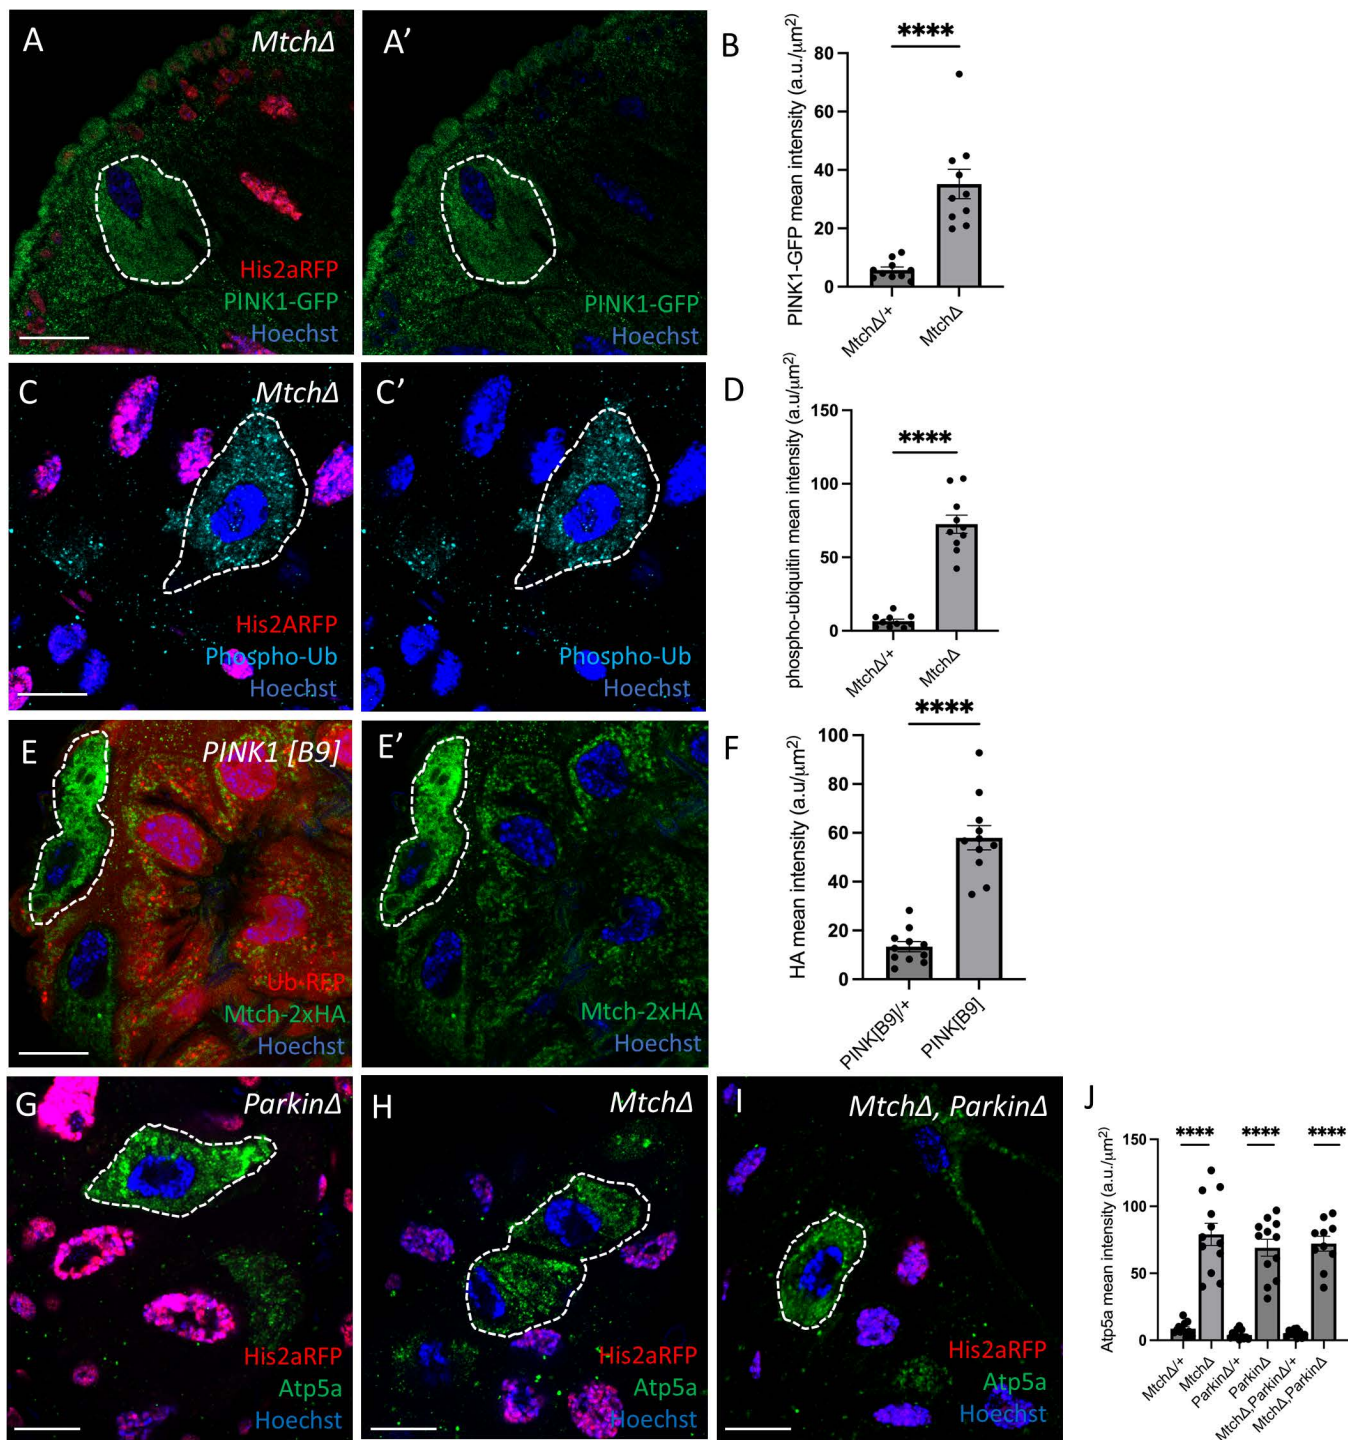 A
MtchΔ
His2aRFP
PINK1-GFP
Hoechst
A'
PINK1-GFP
Hoechst
B
****
PINK1-GFP mean intensity (a.u./μm²)
80
60
40
20
0
MtchΔ/+
MtchΔ
C
MtchΔ
His2ARFP
Phospho-Ub
Hoechst
C'
Phospho-Ub
Hoechst
D
****
phospho-ubiquitin mean intensity (a.u/μm²)
150
100
50
0
MtchΔ/+
MtchΔ
E
PINK1 [B9]
Ub-RFP
Mtch-2xHA
Hoechst
E'
Mtch-2xHA
Hoechst
F
****
HA mean intensity (a.u/μm²)
100
80
60
40
20
0
PINK[B9]/+
PINK[B9]
G
ParkinΔ
His2aRFP
Atp5a
Hoechst
H
MtchΔ
His2aRFP
Atp5a
Hoechst
I
MtchΔ, ParkinΔ
His2aRFP
Atp5a
Hoechst
J
**** **** ****
Atp5a mean intensity (a.u./μm²)
150
100
50
0
MtchΔ/+
MtchΔ
ParkinΔ/+
ParkinΔ
MtchΔ,ParkinΔ/+
MtchΔ,ParkinΔ